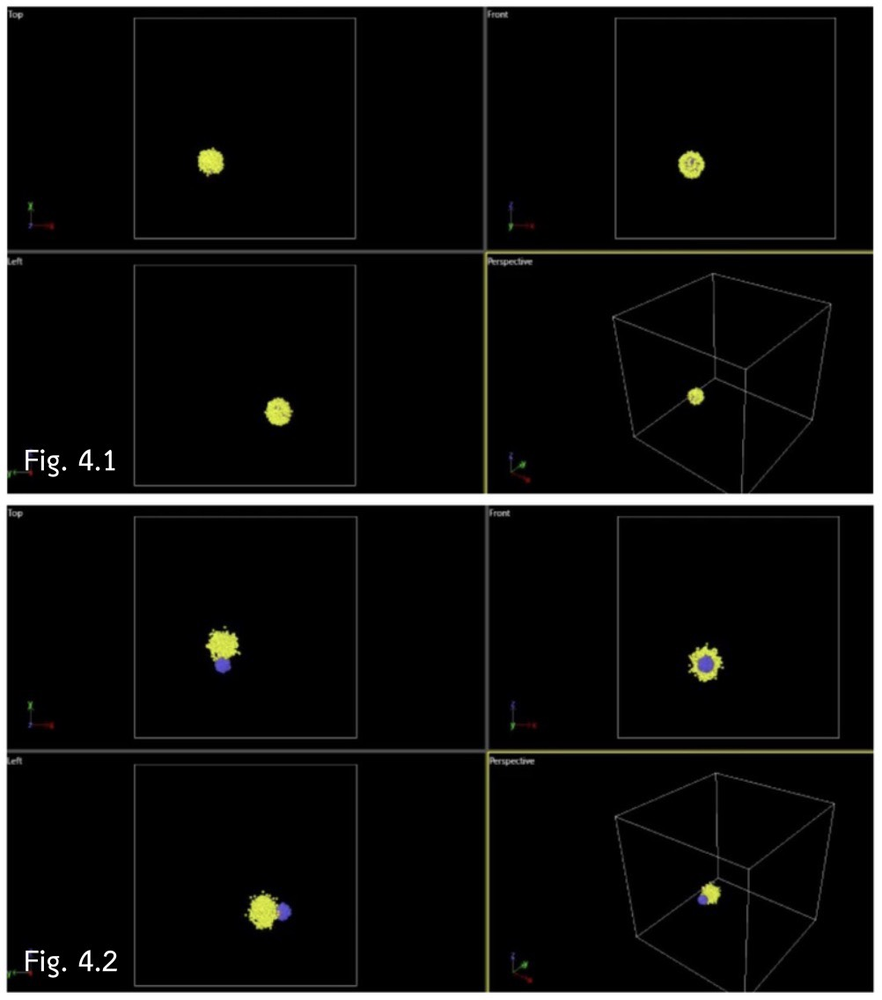 Top
Front
Left
Perspective
Fig. 4.1
Top
Front
Left
Perspective
Fig. 4.2